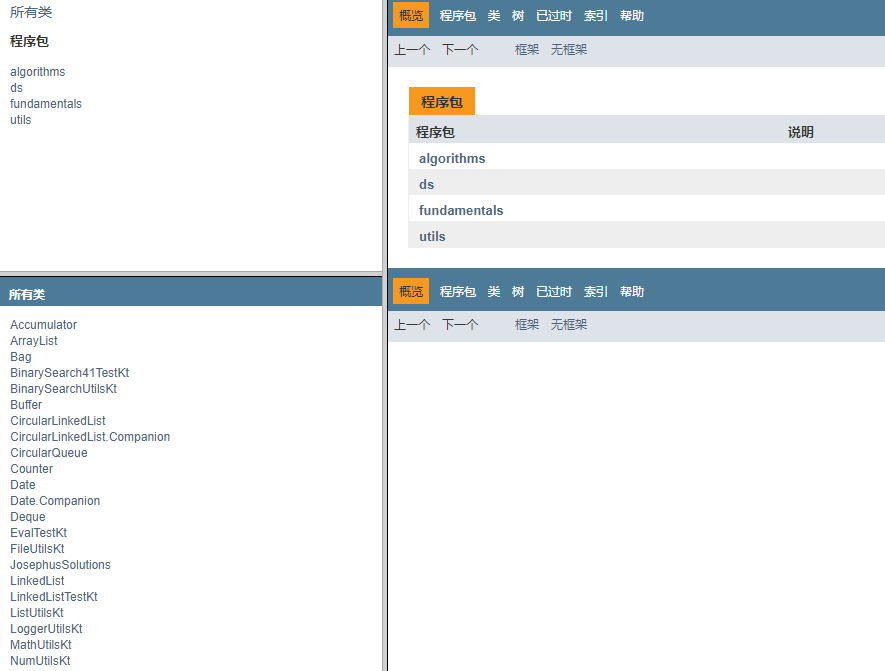 所有类
程序包
algorithms
ds
fundamentals
utils
所有类
Accumulator
ArrayList
Bag
BinarySearch41TestKt
BinarySearchUtilsKt
Buffer
CircularLinkedList
CircularLinkedList.Companion
CircularQueue
Counter
Date
Date.Companion
Deque
EvalTestKt
FileUtilsKt
JosephusSolutions
LinkedList
LinkedListTestKt
ListUtilsKt
LoggerUtilsKt
MathUtilsKt
NumUtilsKt
概览 程序包 类 树 已过时 索引 帮助
上一个 下一个 框架 无框架
程序包
程序包 说明
algorithms
ds
fundamentals
utils
概览 程序包 类 树 已过时 索引 帮助
上一个 下一个 框架 无框架